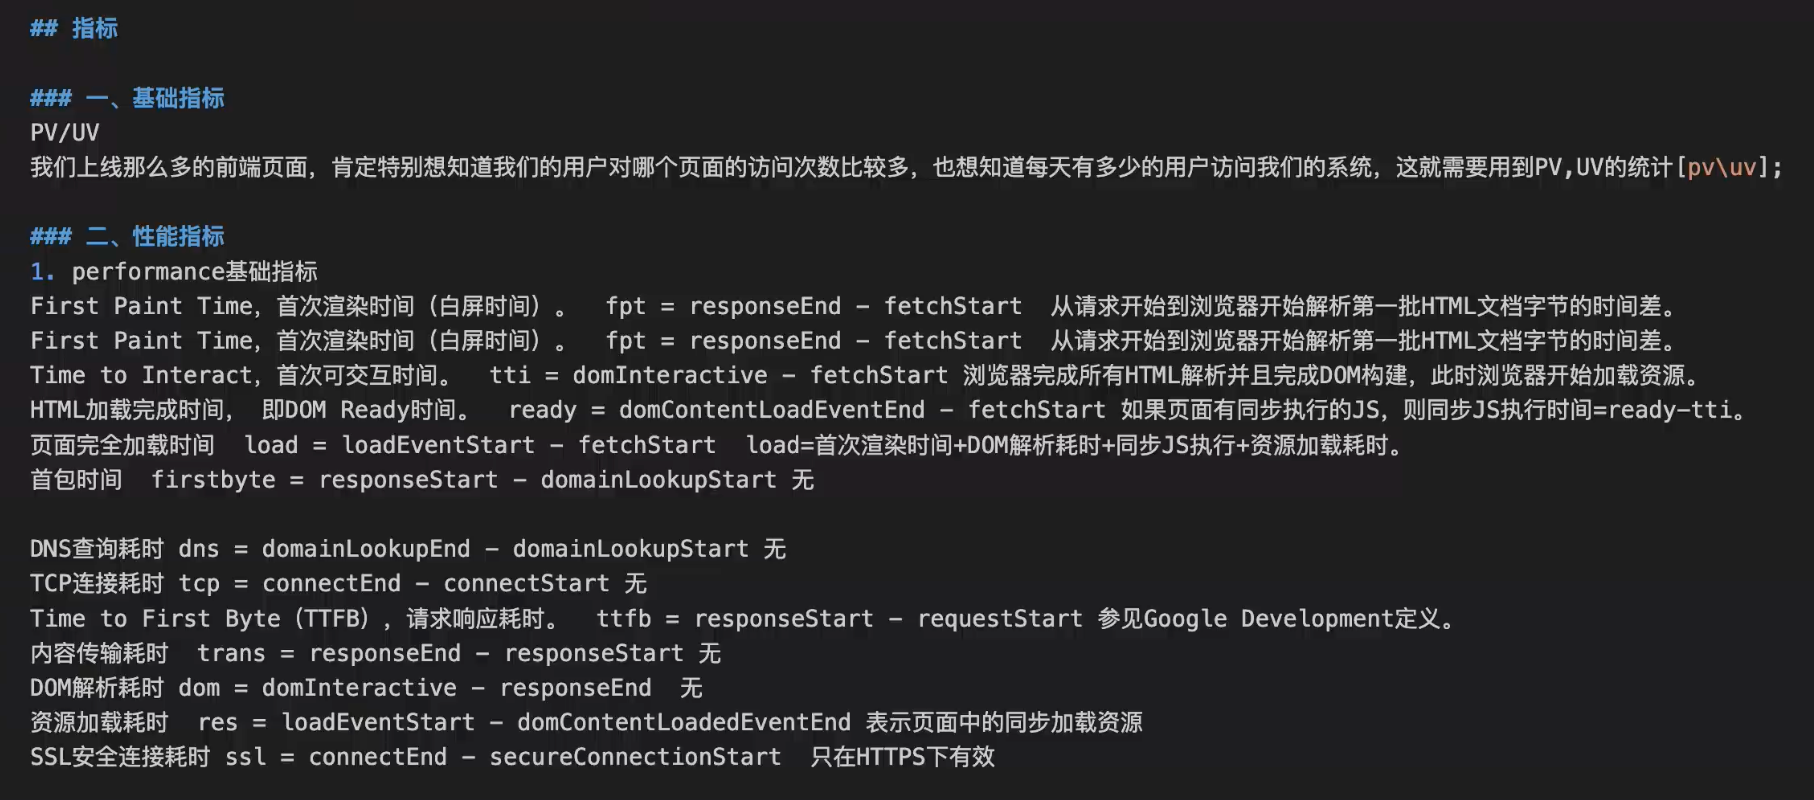 ## 指标
### 一、基础指标
PV/UV
我们上线那么多的前端页面，肯定特别想知道我们的用户对哪个页面的访问次数比较多，也想知道每天有多少的用户访问我们的系统，这就需要用到PV,UV的统计[pv\uv];
### 二、性能指标
1. performance基础指标
First Paint Time，首次渲染时间（白屏时间）。  fpt = responseEnd - fetchStart  从请求开始到浏览器开始解析第一批HTML文档字节的时间差。
First Paint Time，首次渲染时间（白屏时间）。  fpt = responseEnd - fetchStart  从请求开始到浏览器开始解析第一批HTML文档字节的时间差。
Time to Interact，首次可交互时间。  tti = domInteractive - fetchStart 浏览器完成所有HTML解析并且完成DOM构建，此时浏览器开始加载资源。
HTML加载完成时间， 即DOM Ready时间。  ready = domContentLoadEventEnd - fetchStart 如果页面有同步执行的JS，则同步JS执行时间=ready-tti。
页面完全加载时间  load = loadEventStart - fetchStart  load=首次渲染时间+DOM解析耗时+同步JS执行+资源加载耗时。
首包时间  firstbyte = responseStart - domainLookupStart 无
DNS查询耗时 dns = domainLookupEnd - domainLookupStart 无
TCP连接耗时 tcp = connectEnd - connectStart 无
Time to First Byte（TTFB）, 请求响应耗时。  ttfb = responseStart - requestStart 参见Google Development定义。
内容传输耗时  trans = responseEnd - responseStart 无
DOM解析耗时 dom = domInteractive - responseEnd  无
资源加载耗时  res = loadEventStart - domContentLoadedEventEnd 表示页面中的同步加载资源
SSL安全连接耗时 ssl = connectEnd - secureConnectionStart  只在HTTPS下有效